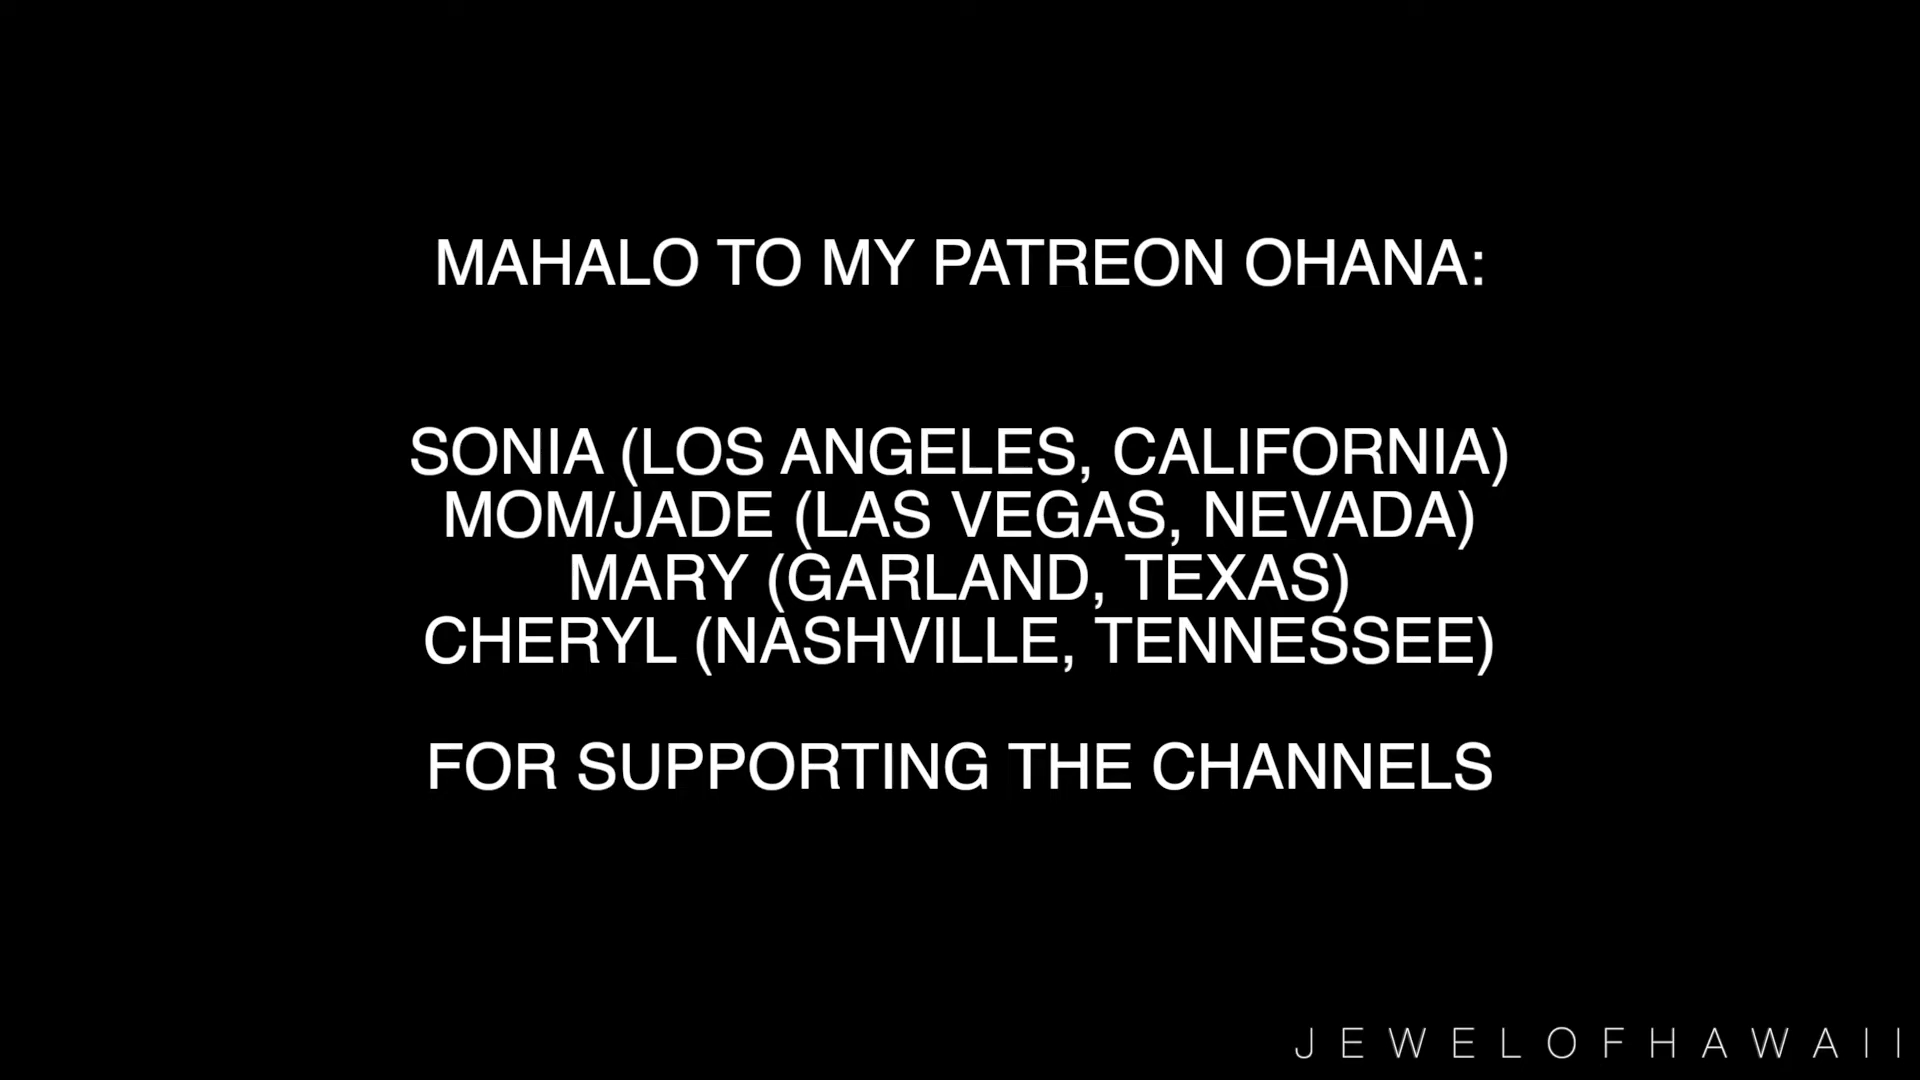 MAHALO TO MY PATREON OHANA:
SONIA (LOS ANGELES, CALIFORNIA)
MOM/JADE (LAS VEGAS, NEVADA)
MARY (GARLAND, TEXAS)
CHERYL (NASHVILLE, TENNESSEE)
FOR SUPPORTING THE CHANNELS
JEWELOFHAWAII